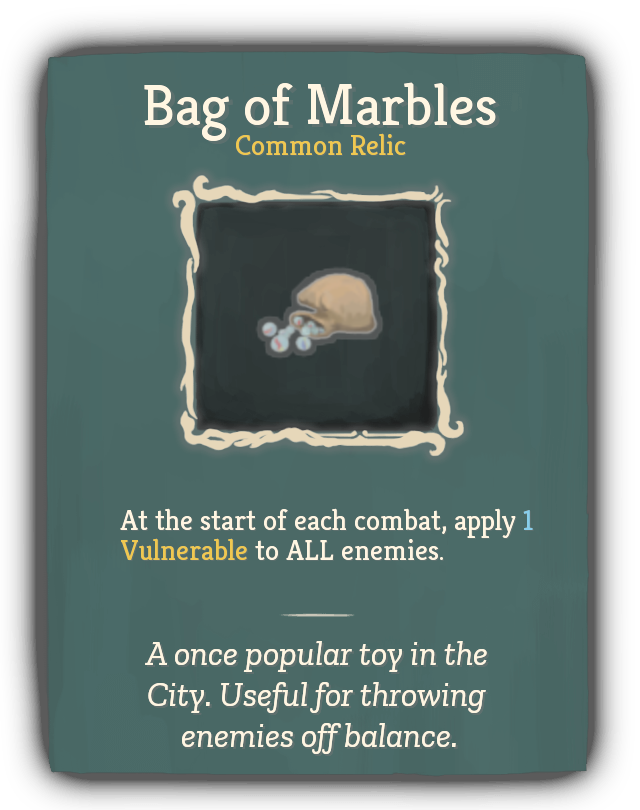 Bag of Marbles
Common Relic
At the start of each combat, apply 1
Vulnerable to ALL enemies.
A once popular toy in the
City. Useful for throwing
enemies off balance.